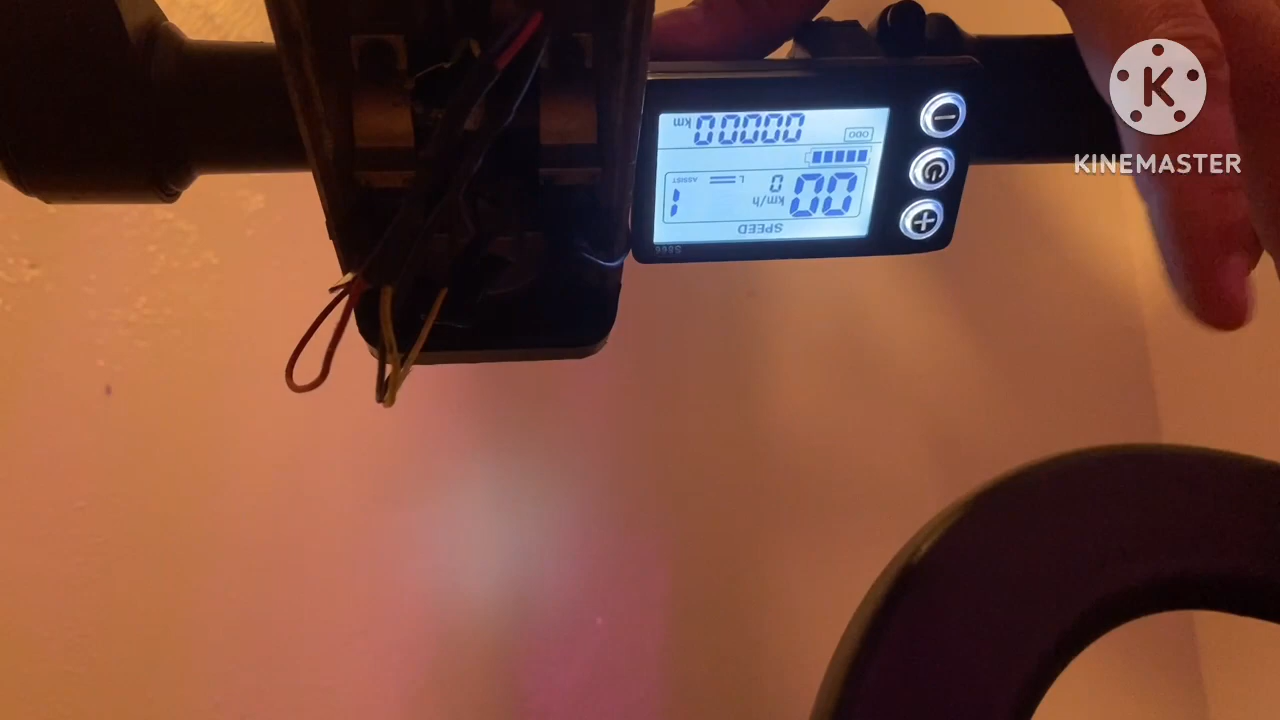 S866
SPEED
00 km/h 1
0 L ASSIST
ODO
00000 km
K
KINEMASTER